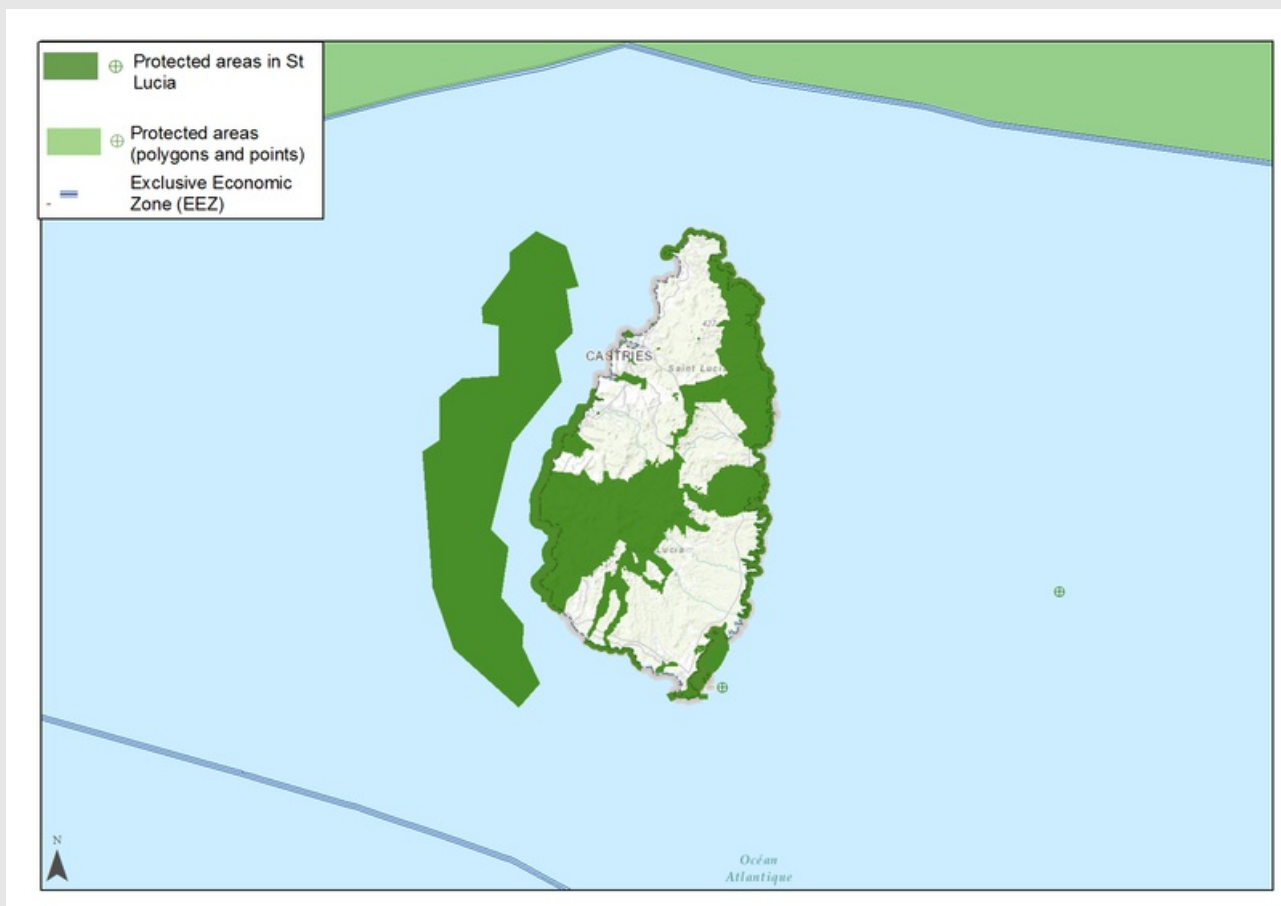 Protected areas in St
Lucia
Protected areas
(polygons and points)
Exclusive Economic
Zone (EEZ)
CASTRIES
Saint Lucia
Lucia
N
Océan
Atlantique